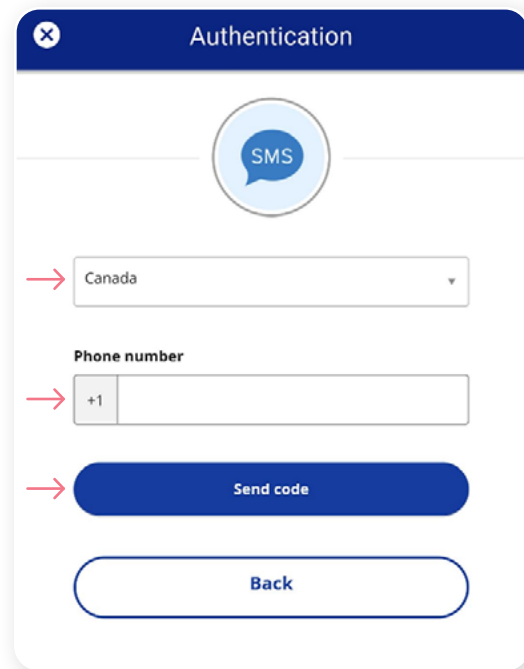 Authentication
SMS
Canada
Phone number
+1
Send code
Back